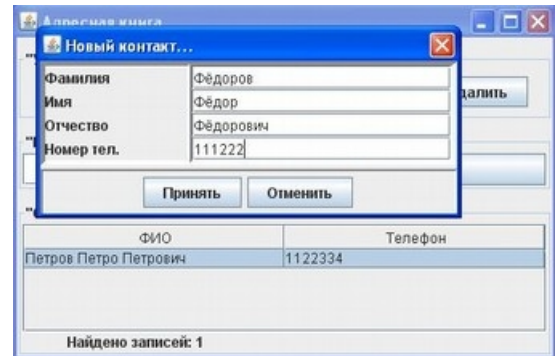 Адресная книга
Новый контакт...
Фамилия Фёдоров
Имя Фёдор
Отчество Фёдорович
Номер тел. 111222
Принять Отменить
ФИО Телефон
Петров Петро Петрович 1122334
Найдено записей: 1